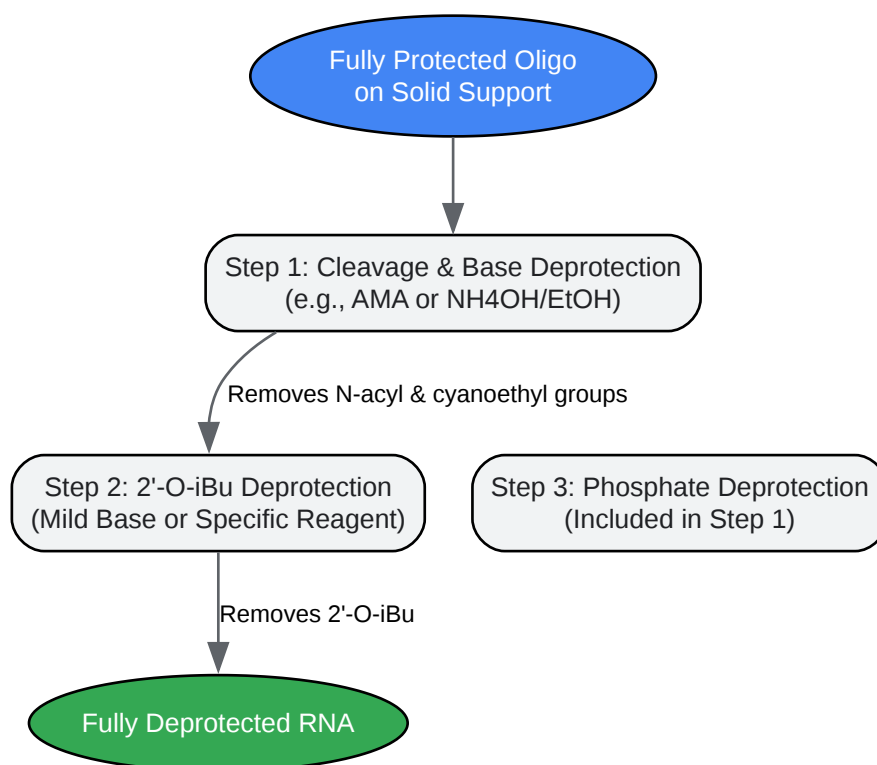 Fully Protected Oligo
on Solid Support
Step 1: Cleavage & Base Deprotection
(e.g., AMA or NH4OH/EtOH)
Removes N-acyl & cyanoethyl groups
Step 2: 2'-O-iBu Deprotection
(Mild Base or Specific Reagent)
Step 3: Phosphate Deprotection
(Included in Step 1)
Removes 2'-O-iBu
Fully Deprotected RNA